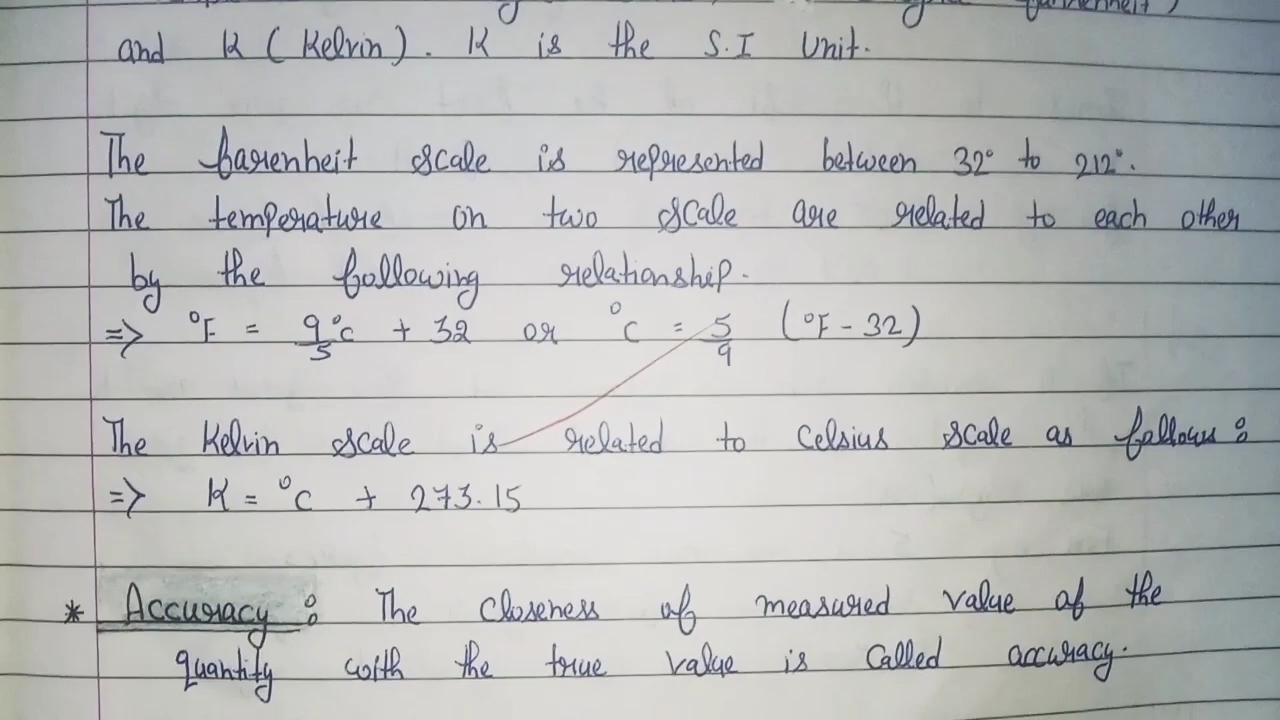 and K (Kelvin). K is the S.I Unit.
The farenheit scale is represented between 32° to 212°.
The temperature on two scale are related to each other
by the following relationship.
=> °F = 9/5 °C + 32 or °C = 5/9 (°F - 32)
The Kelvin scale is related to Celsius scale as follows :
=> K = °C + 273.15
* Accuracy : The closeness of measured value of the
quantity with the true value is called accuracy.